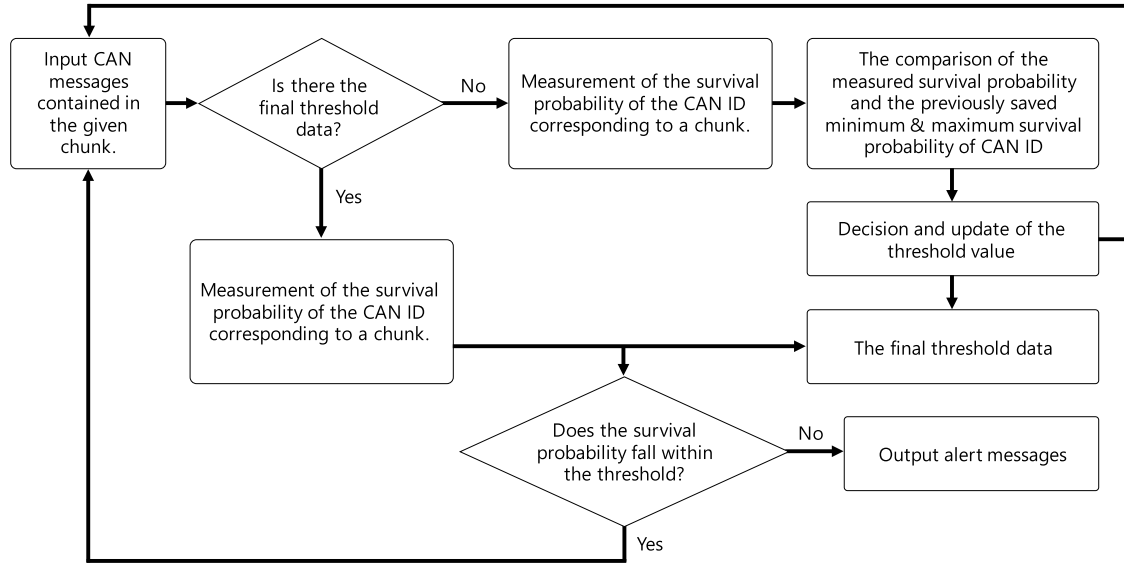 Input CAN
messages
contained in
the given
chunk.
Is there the
final threshold
data?
No
Measurement of the survival
probability of the CAN ID
corresponding to a chunk.
The comparison of the
measured survival probability
and the previously saved
minimum & maximum survival
probability of CAN ID
Yes
Decision and update of the
threshold value
Measurement of the survival
probability of the CAN ID
corresponding to a chunk.
The final threshold data
Does the survival
probability fall within
the threshold?
No
Output alert messages
Yes